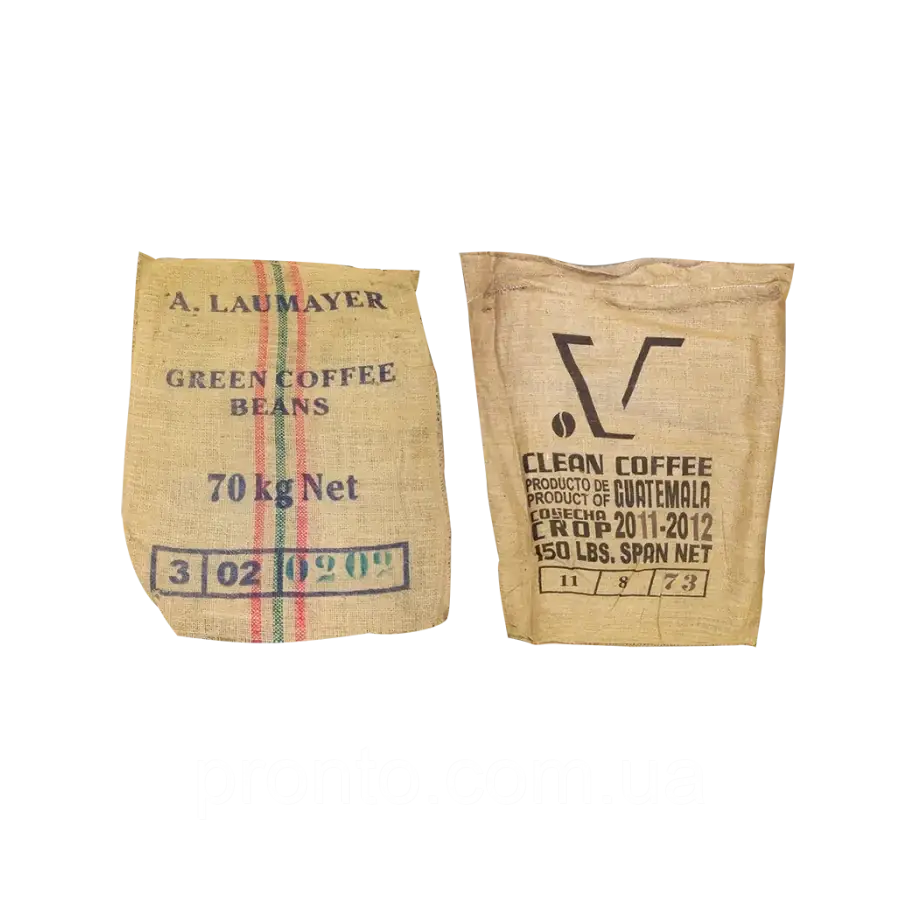 A. LAUMAYER
GREEN COFFEE
BEANS
70 kg Net
3 02 0202
CLEAN COFFEE
PRODUCTO DE
PRODUCT OF GUATEMALA
COSECHA
CROP 2011-2012
150 LBS. SPAN NET
11 8 73
pronto.com.ua